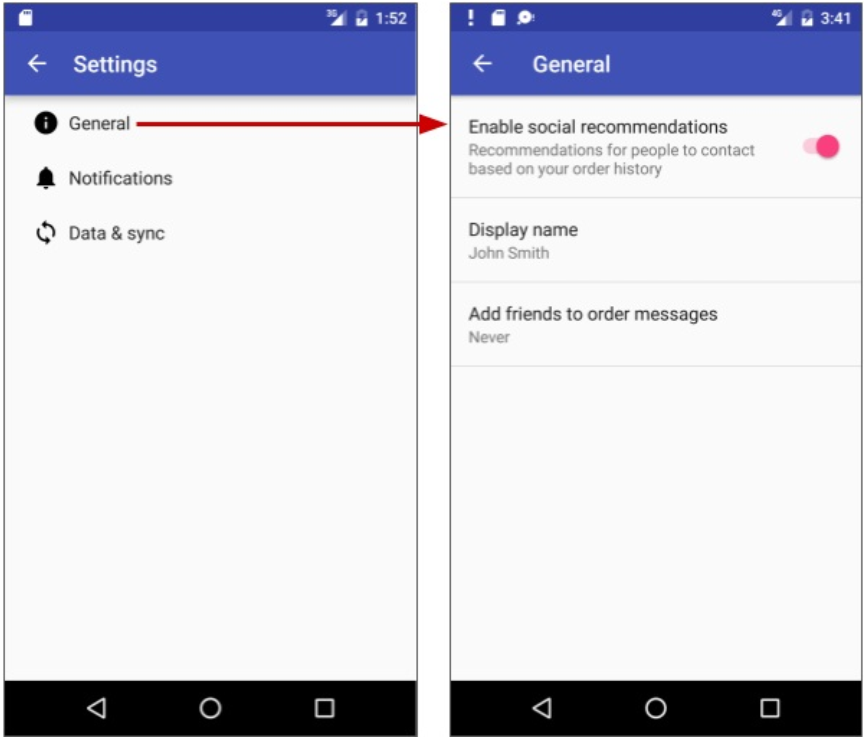 3G 1:52
Settings
General
Notifications
Data & sync
4G 3:41
General
Enable social recommendations
Recommendations for people to contact
based on your order history
Display name
John Smith
Add friends to order messages
Never